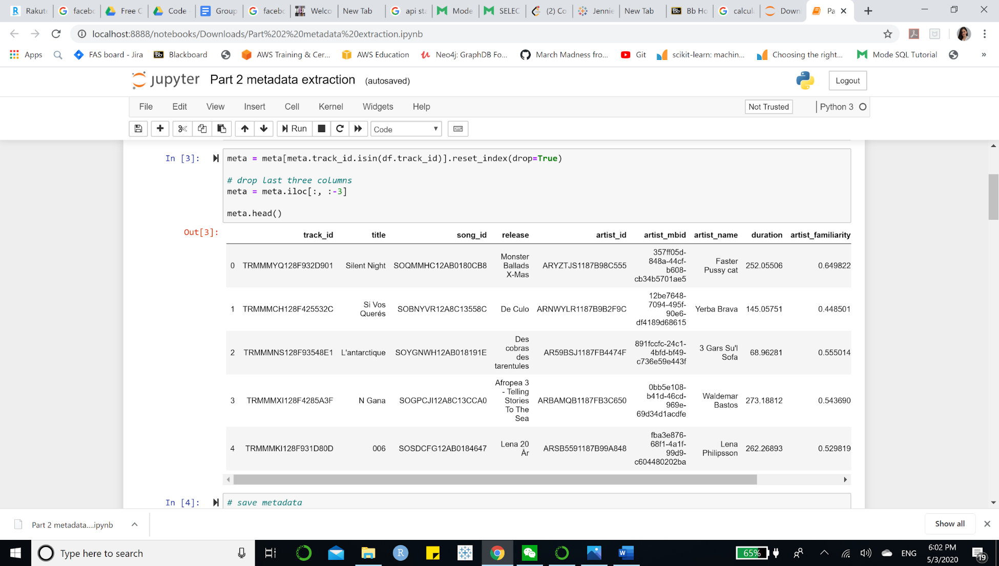 Rakut facebo Free C Code Group facebo Welco New Tab api sta Mode SELEC (2) Co Jennie New Tab Bb Ho calcul Down Pa
localhost:8888/notebooks/Downloads/Part%202%20metadata%20extraction.ipynb
Apps FAS board - Jira Blackboard AWS Training & Cer... AWS Education Neo4j: GraphDB Fo... March Madness fro... Git scikit-learn: machin... Choosing the right... Mode SQL Tutorial »
jupyter Part 2 metadata extraction (autosaved) Logout
File Edit View Insert Cell Kernel Widgets Help Not Trusted Python 3
Run Code
In [3]: meta = meta[meta.track_id.isin(df.track_id)].reset_index(drop=True)
# drop last three columns
meta = meta.iloc[:, :-3]
meta.head()
Out[3]:
track_id title song_id release artist_id artist_mbid artist_name duration artist_familiarity
0 TRMMMYQ128F932D901 Silent Night SOQMMHC12AB0180CB8 Monster Ballads X-Mas ARYZTJS1187B98C555 357ff05d-848a-44cf-b608-cb34b5701ae5 Faster Pussy cat 252.05506 0.649822
1 TRMMMCH128F425532C Si Vos Querés SOBNYVR12A8C13558C De Culo ARNWYLR1187B9B2F9C 12be7648-7094-495f-90e6-df4189d68615 Yerba Brava 145.05751 0.448501
2 TRMMMNS128F93548E1 L'antarctique SOYGNWH12AB018191E Des cobras des tarentules AR59BSJ1187FB4474F 891fccfc-24c1-4bfd-bf49-c736e59e443f 3 Gars Su'l Sofa 68.96281 0.555014
3 TRMMMXI128F4285A3F N Gana SOGPCJI12A8C13CCA0 Afropea 3 - Telling Stories To The Sea ARBAMQB1187FB3C650 0bb5e108-b41d-46cd-969e-69d34d1acdfe Waldemar Bastos 273.18812 0.543690
4 TRMMMKI128F931D80D 006 SOSDCFG12AB0184647 Lena 20 År ARSB5591187B99A848 fba3e876-68f1-4a1f-99d9-c604480202ba Lena Philipsson 262.26893 0.529819
In [4]: # save metadata
Part 2 metadata....ipynb Show all
Type here to search 65% ENG 6:02 PM
5/3/2020 19